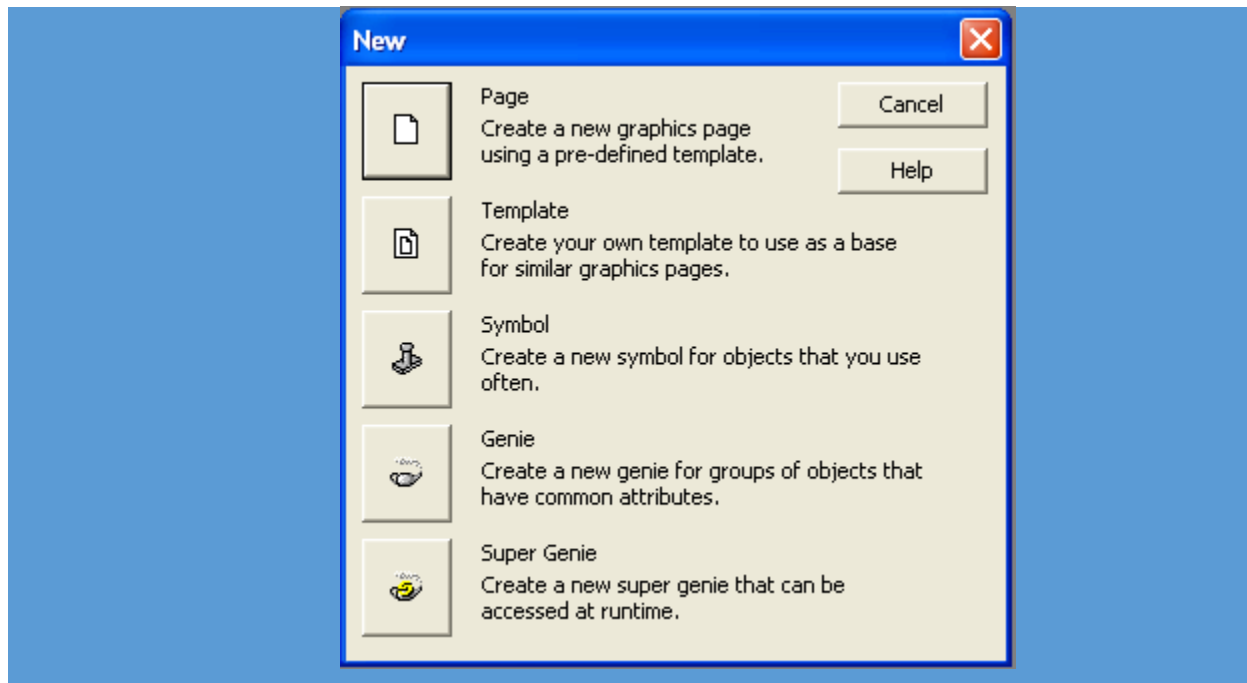 New
Page
Create a new graphics page
using a pre-defined template.
Cancel
Help
Template
Create your own template to use as a base
for similar graphics pages.
Symbol
Create a new symbol for objects that you use
often.
Genie
Create a new genie for groups of objects that
have common attributes.
Super Genie
Create a new super genie that can be
accessed at runtime.